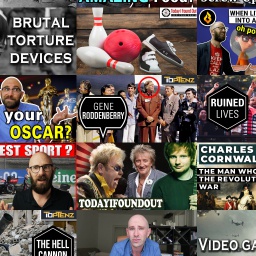 BRUTAL
TORTURE
DEVICES
WHEN LI
INTO A
your
OSCAR?
GENE
RODDENBERRY
TOPTENZ
RUINED
LIVES
EST SPORT ?
TODAYIFOUNDOUT
CHARLES
CORNWAL
THE MAN WHO
THE REVOLUT
WAR
TOPTENZ
THE HELL
CANNON
VIDEO GA